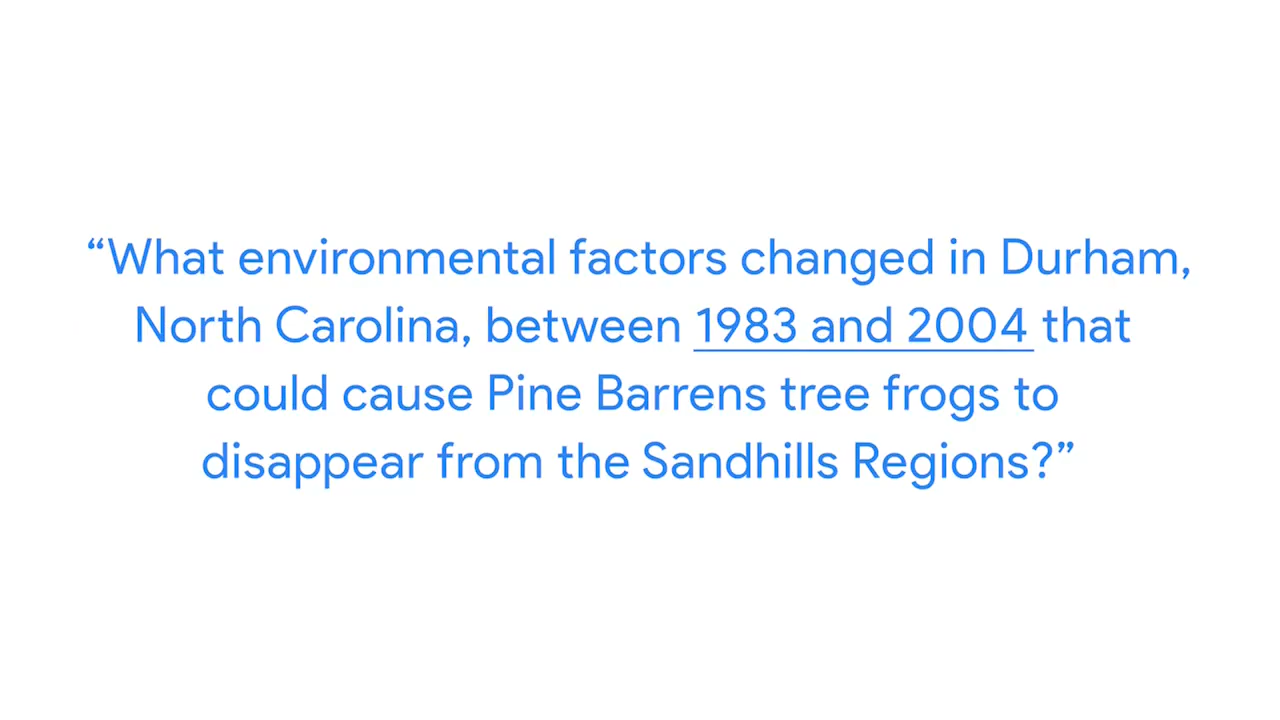 “What environmental factors changed in Durham,
North Carolina, between 1983 and 2004 that
could cause Pine Barrens tree frogs to
disappear from the Sandhills Regions?”